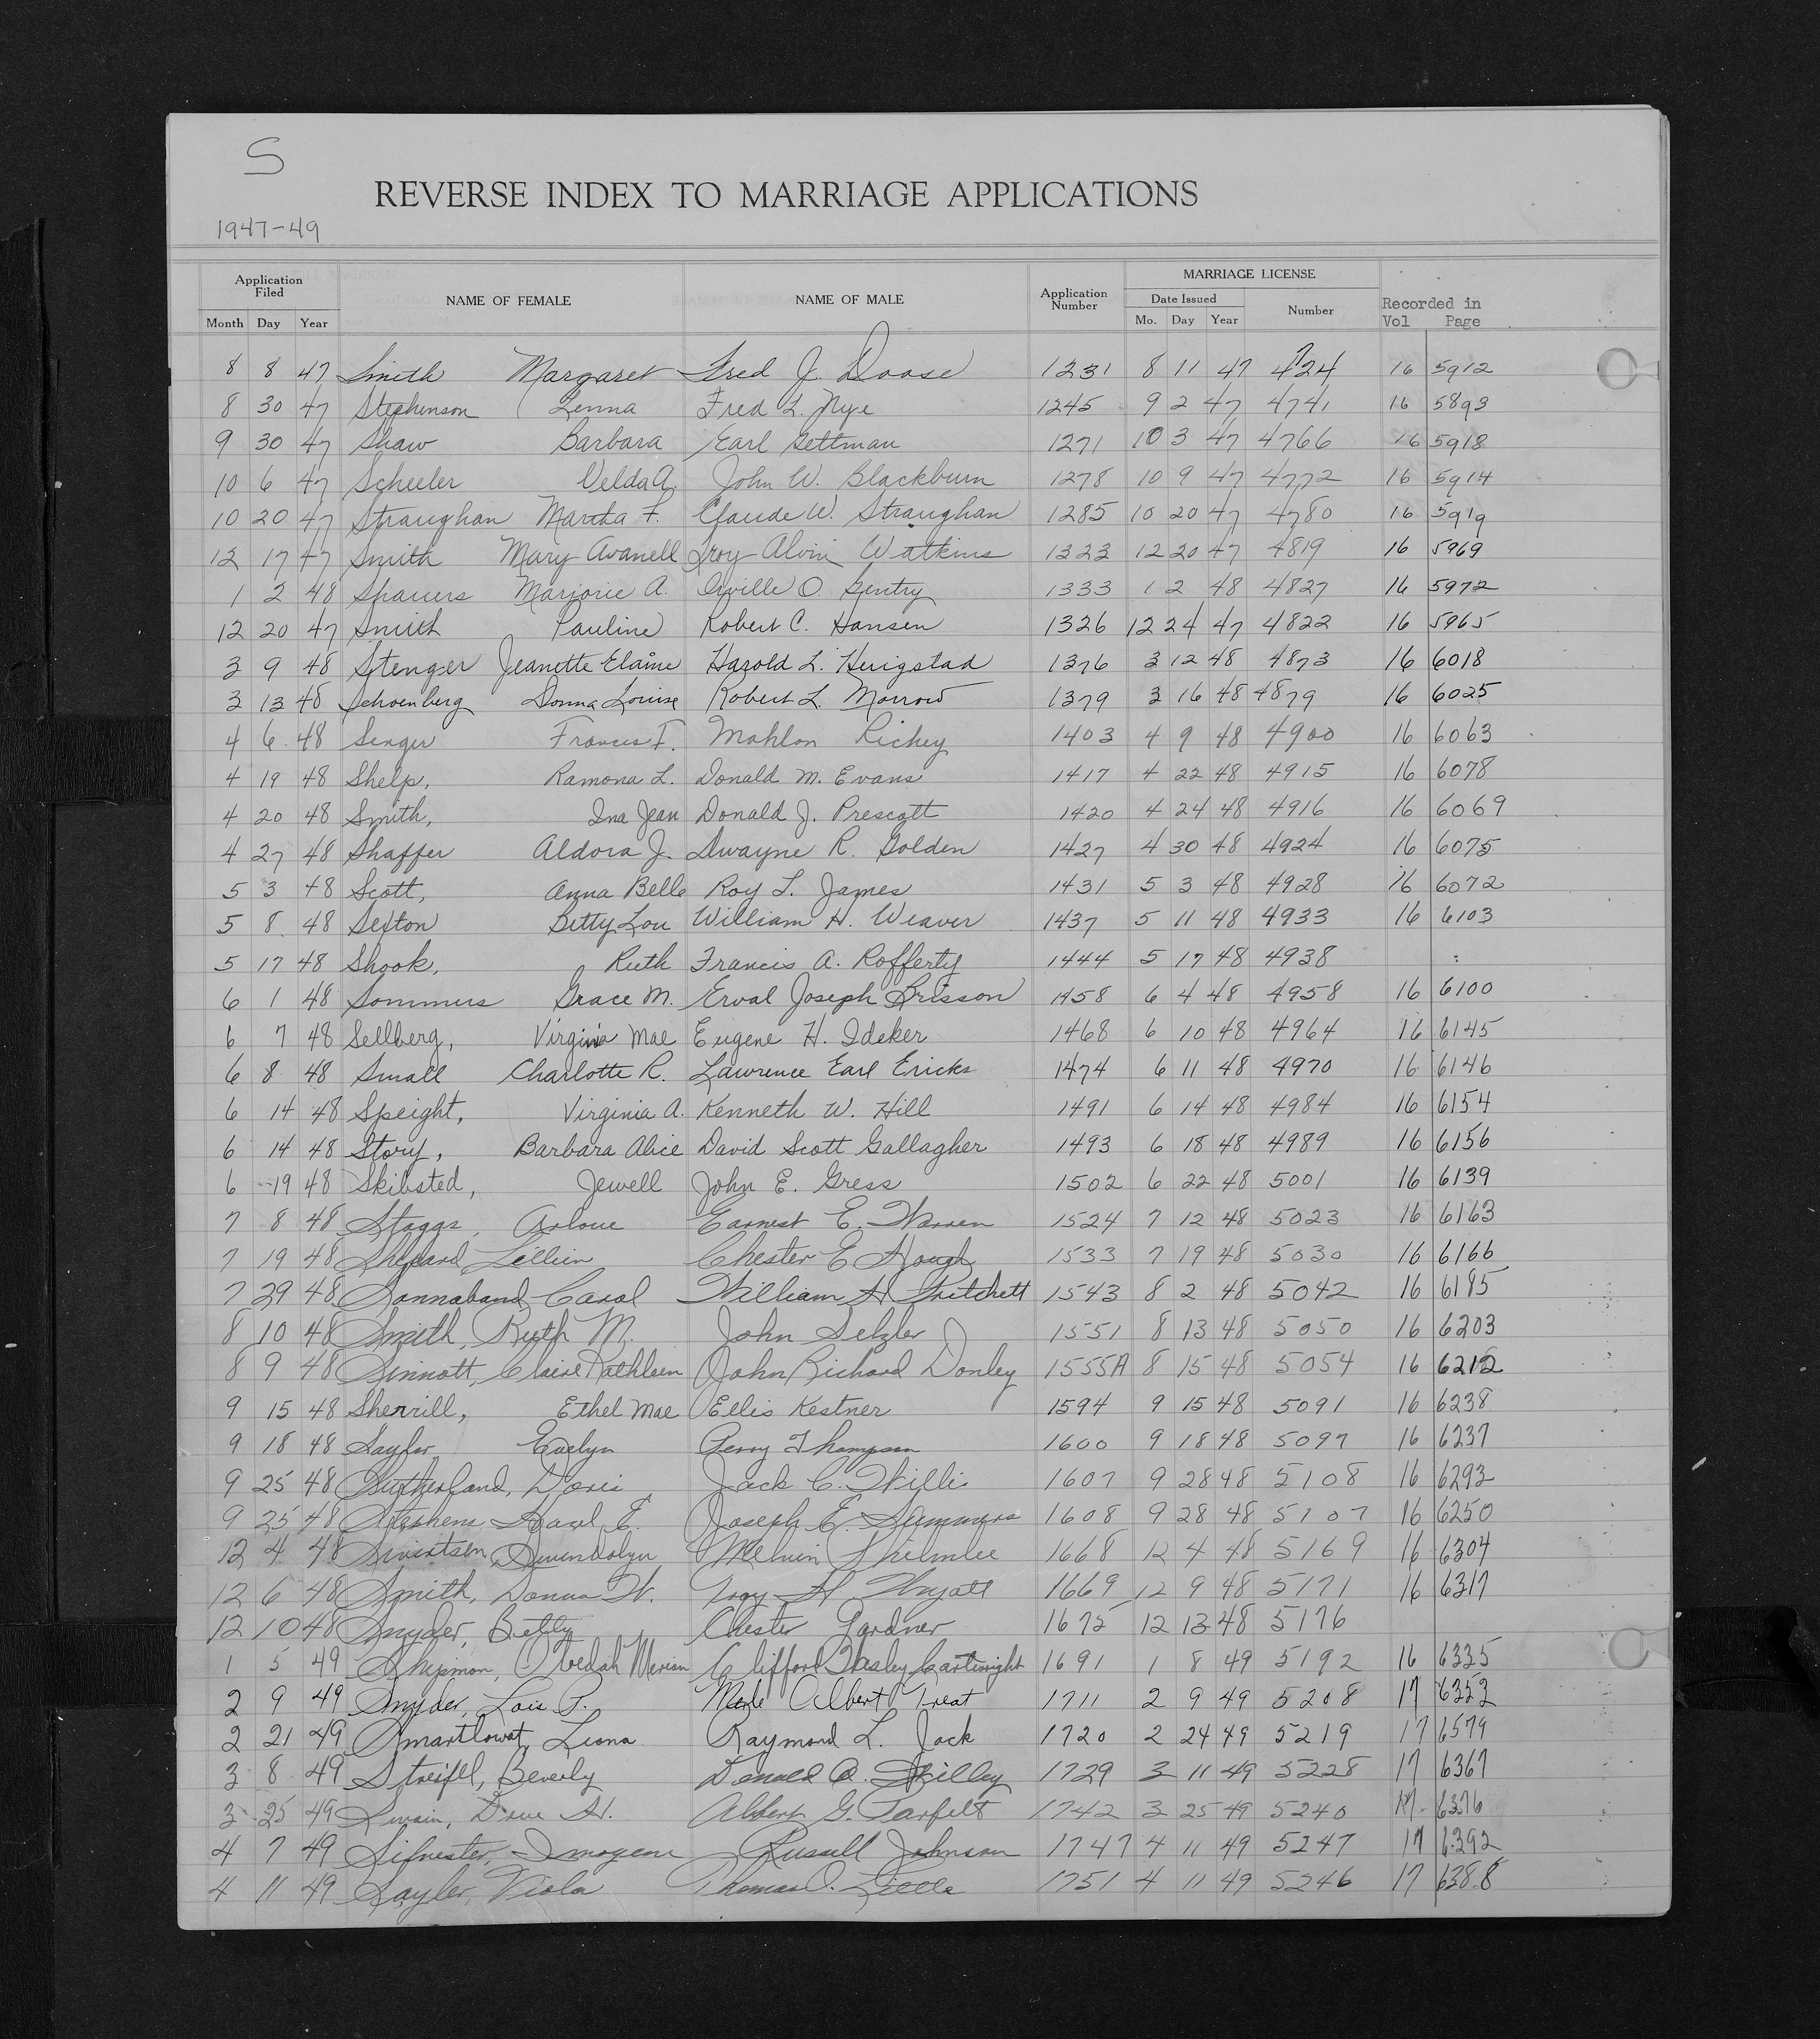 S
REVERSE INDEX TO MARRIAGE APPLICATIONS
1947-49
Application Filed NAME OF FEMALE NAME OF MALE Application Number MARRIAGE LICENSE Recorded in
Month Day Year Date Issued Number Vol Page
Mo. Day Year
8 8 47 Smith Margaret Fred J. Doose 1231 8 11 47 4724 16 5912
8 30 47 Stephenson Lenna Fred L. Nye 1245 9 2 47 4741 16 5893
9 30 47 Shaw Barbara Earl Gettman 1271 10 3 47 4766 16 5918
10 6 47 Scheeler Velda A. John W. Blackburn 1278 10 9 47 4772 16 5914
10 20 47 Straughan Martha F. Claude W. Straughan 1285 10 20 47 4780 16 5919
12 17 47 Smith Mary Avanell Troy Alvin Watkins 1323 12 20 47 4819 16 5969
1 2 48 Shauers Marjorie A. Orville O. Gentry 1333 1 2 48 4827 16 5972
12 20 47 Smith Pauline Robert C. Hansen 1326 12 24 47 4822 16 5965
3 9 48 Stenger Jeanette Elaine Harold L. Herigstad 1376 3 12 48 4873 16 6018
3 13 48 Schoenberg Donna Louise Robert L. Morrow 1379 3 16 48 4879 16 6025
4 6 48 Senger Frances F. Mahlon Richey 1403 4 9 48 4900 16 6063
4 19 48 Shelp, Ramona L. Donald M. Evans 1417 4 22 48 4915 16 6078
4 20 48 Smith, Ina Jean Donald J. Prescott 1420 4 24 48 4916 16 6069
4 27 48 Shaffer Aldora J. Dwayne R. Golden 1427 4 30 48 4924 16 6075
5 3 48 Scott, Anna Belle Roy L. James 1431 5 3 48 4928 16 6072
5 8 48 Sexton Betty Lou William H. Weaver 1437 5 11 48 4933 16 6103
5 17 48 Shook, Ruth Francis A. Rofferty 1444 5 17 48 4938
6 1 48 Sommers Grace M. Erval Joseph Brisson 1458 6 4 48 4958 16 6100
6 7 48 Sellberg, Virginia Mae Eugene H. Ideker 1468 6 10 48 4964 16 6145
6 8 48 Small Charlotte R. Lawrence Earl Ericks 1474 6 11 48 4970 16 6146
6 14 48 Speight, Virginia A. Kenneth W. Hill 1491 6 14 48 4984 16 6154
6 14 48 Story, Barbara Alice David Scott Gallagher 1493 6 18 48 4989 16 6156
6 19 48 Skibsted, Jewell John E. Gress 1502 6 22 48 5001 16 6139
7 8 48 Staggs, Arloue Earnest E. Warren 1524 7 12 48 5023 16 6163
7 19 48 Shepard, Lellien Chester E Hough 1533 7 19 48 5030 16 6166
7 29 48 Sonnaband, Carol William H Pritchett 1543 8 2 48 5042 16 6185
8 10 48 Smith, Ruth M. John Selzler 1551 8 13 48 5050 16 6203
8 9 48 Sinnott, Claire Kathleen John Richard Donley 1555A 8 15 48 5054 16 6212
9 15 48 Sherrill, Ethel Mae Ellis Kestner 1594 9 15 48 5091 16 6238
9 18 48 Saylor Evelyn Perry Thompson 1600 9 18 48 5097 16 6237
9 25 48 Sutherland, Doris Jack C. Willis 1607 9 28 48 5108 16 6293
9 25 48 Stephens Hazel E. Joseph E. Summers 1608 9 28 48 5107 16 6250
12 4 48 Sivertsen, Gwendolyn Melvin 1668 12 4 48 5169 16 6304
12 6 48 Smith, Donna W. Troy H Wyatt 1669 12 9 48 5171 16 6317
12 10 48 Snyder, Betty Chester Gardner 1675 12 13 48 5176
1 5 49 Shipman, Obedah Merian Clifford Wesley Cartwright 1691 1 8 49 5192 16 6335
2 9 49 Snyder, Lois P. Merle Albert Treat 1711 2 9 49 5208 17 6353
2 21 49 Smartlowat, Leona Raymond L. Jack 1720 2 24 49 5219 17 6579
3 8 49 Streifel, Beverly Donald O. Skilley 1729 3 11 49 5228 17 6367
3 25 49 Swain, Dove H. Albert G. Parfelt 1742 3 25 49 5240 17 6376
4 7 49 Silvester, Imogene Russell Johnson 1747 4 11 49 5247 17 6392
4 11 49 Sayler, Viola Thomas O. Little 1751 4 11 49 5246 17 6388